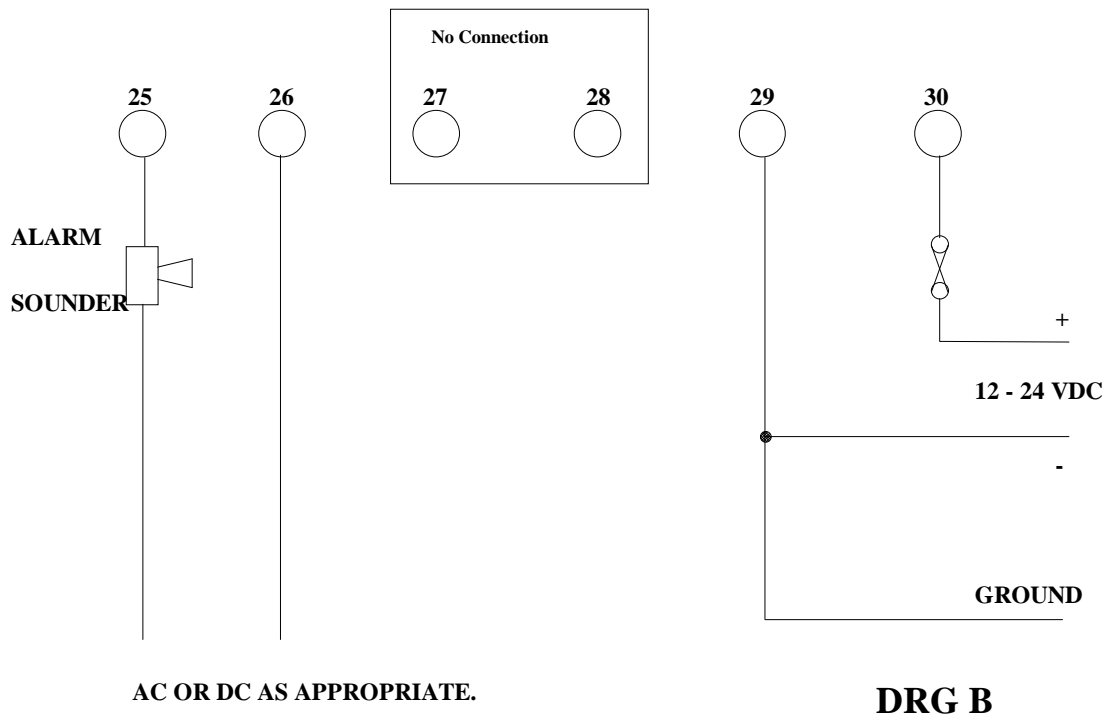 No Connection
25 26 27 28 29 30
ALARM
SOUNDER
+
12 - 24 VDC
-
GROUND
AC OR DC AS APPROPRIATE.
DRG B